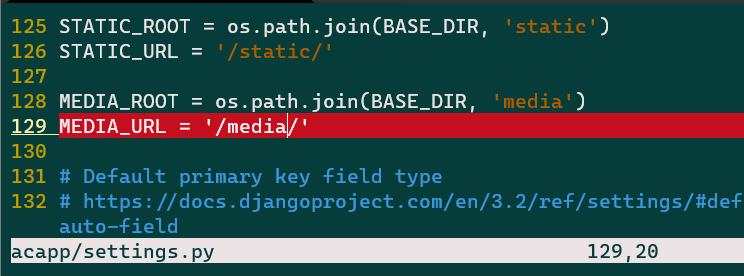 125 STATIC_ROOT = os.path.join(BASE_DIR, 'static')
126 STATIC_URL = '/static/'
127
128 MEDIA_ROOT = os.path.join(BASE_DIR, 'media')
129 MEDIA_URL = '/media/'
130
131 # Default primary key field type
132 # https://docs.djangoproject.com/en/3.2/ref/settings/#def
auto-field
acapp/settings.py 129,20